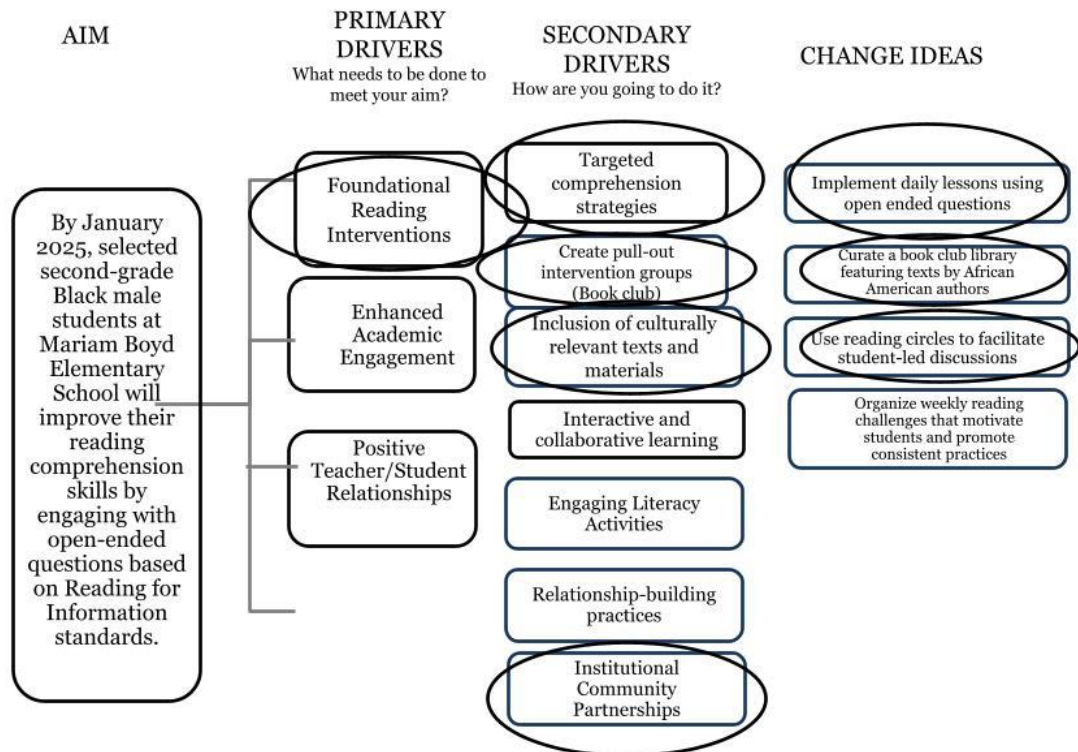 AIM
PRIMARY
DRIVERS
What needs to be done to
meet your aim?
SECONDARY
DRIVERS
How are you going to do it?
CHANGE IDEAS
By January
2025, selected
second-grade
Black male
students at
Mariam Boyd
Elementary
School will
improve their
reading
comprehension
skills by
engaging with
open-ended
questions based
on Reading for
Information
standards.
Foundational
Reading
Interventions
Enhanced
Academic
Engagement
Positive
Teacher/Student
Relationships
Targeted
comprehension
strategies
Create pull-out
intervention groups
(Book club)
Inclusion of culturally
relevant texts and
materials
Interactive and
collaborative learning
Engaging Literacy
Activities
Relationship-building
practices
Institutional
Community
Partnerships
Implement daily lessons using
open ended questions
Curate a book club library
featuring texts by African
American authors
Use reading circles to facilitate
student-led discussions
Organize weekly reading
challenges that motivate
students and promote
consistent practices